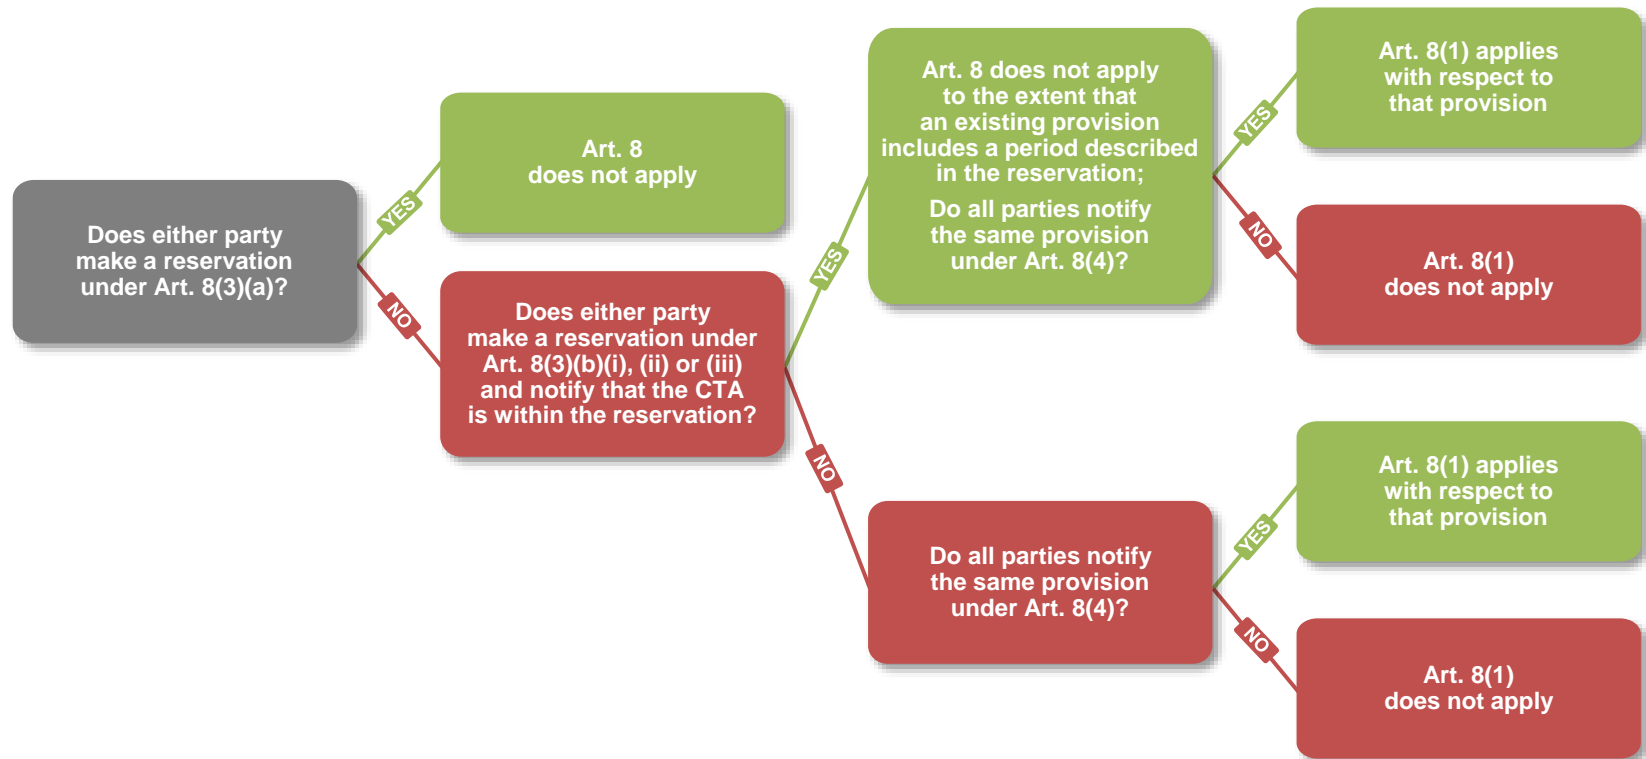 Does either party
make a reservation
under Art. 8(3)(a)?
YES
NO
Art. 8
does not apply
Does either party
make a reservation under
Art. 8(3)(b)(i), (ii) or (iii)
and notify that the CTA
is within the reservation?
YES
NO
Art. 8 does not apply
to the extent that
an existing provision
includes a period described
in the reservation;
Do all parties notify
the same provision
under Art. 8(4)?
YES
NO
Art. 8(1) applies
with respect to
that provision
Art. 8(1)
does not apply
Do all parties notify
the same provision
under Art. 8(4)?
YES
NO
Art. 8(1) applies
with respect to
that provision
Art. 8(1)
does not apply